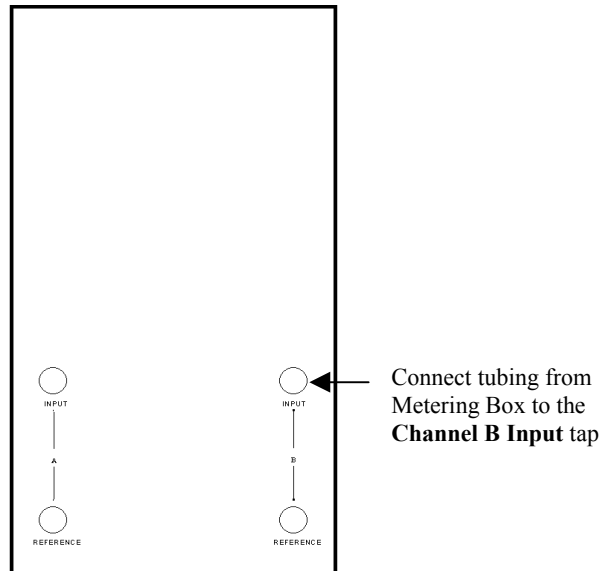 INPUT
INPUT
Connect tubing from
Metering Box to the
Channel B Input tap
A
B
REFERENCE
REFERENCE